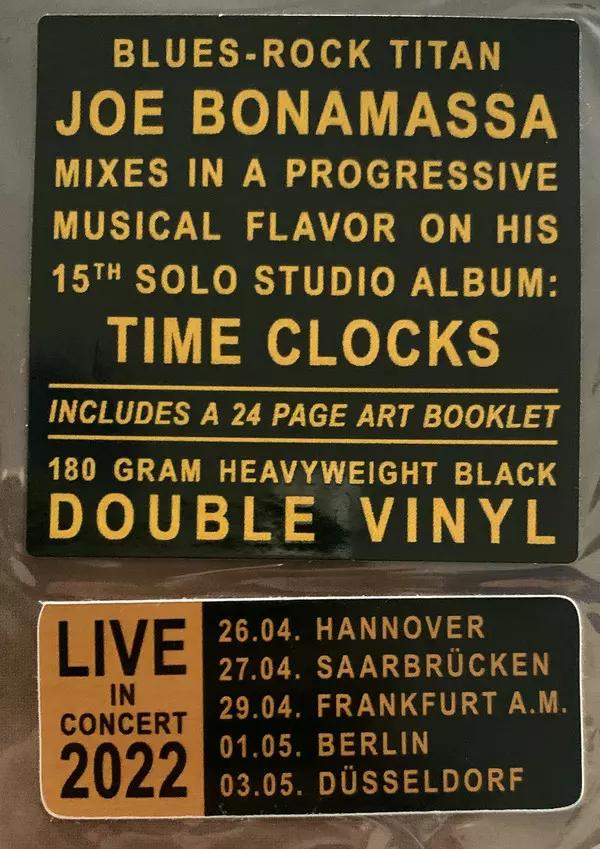 BLUES-ROCK TITAN
JOE BONAMASSA
MIXES IN A PROGRESSIVE
MUSICAL FLAVOR ON HIS
15TH SOLO STUDIO ALBUM:
TIME CLOCKS
INCLUDES A 24 PAGE ART BOOKLET
180 GRAM HEAVYWEIGHT BLACK
DOUBLE VINYL
LIVE
IN
CONCERT
2022
26.04. HANNOVER
27.04. SAARBRÜCKEN
29.04. FRANKFURT A.M.
01.05. BERLIN
03.05. DÜSSELDORF